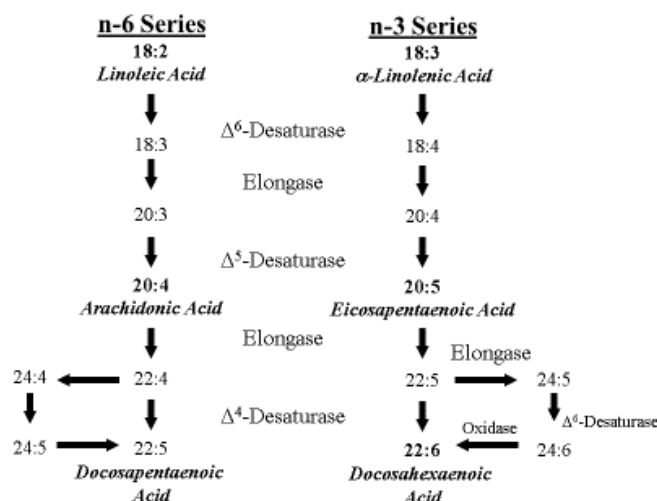 n-6 Series n-3 Series
18:2 18:3
Linoleic Acid α-Linolenic Acid
Δ⁶-Desaturase
18:3 18:4
Elongase
20:3 20:4
Δ⁵-Desaturase
20:4 20:5
Arachidonic Acid Eicosapentaenoic Acid
Elongase
Elongase
24:4 22:4 22:5 24:5
Δ⁴-Desaturase
Δ⁶-Desaturase
Oxidase
24:5 22:5 22:6 24:6
Docosapentaenoic Docosahexaenoic
Acid Acid